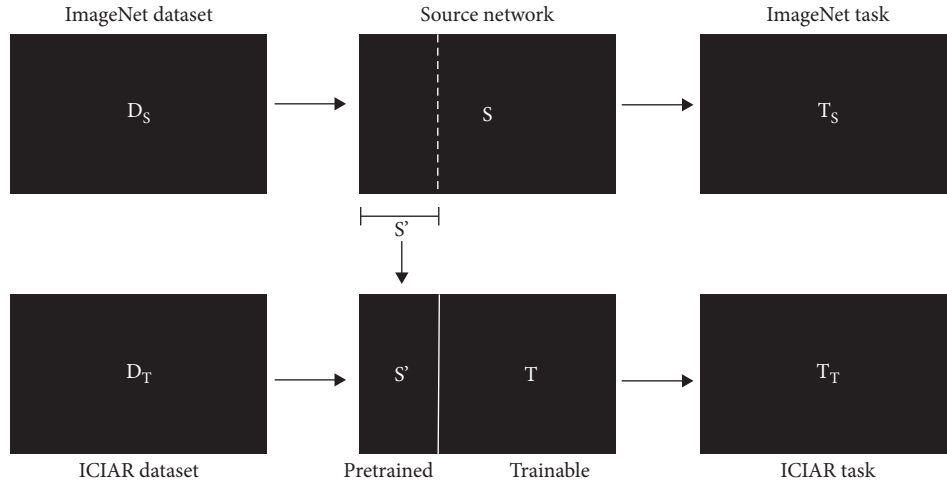 ImageNet dataset
Source network
ImageNet task
D_S
S
T_S
S’
D_T
S’
T
T_T
ICIAR dataset
Pretrained
Trainable
ICIAR task